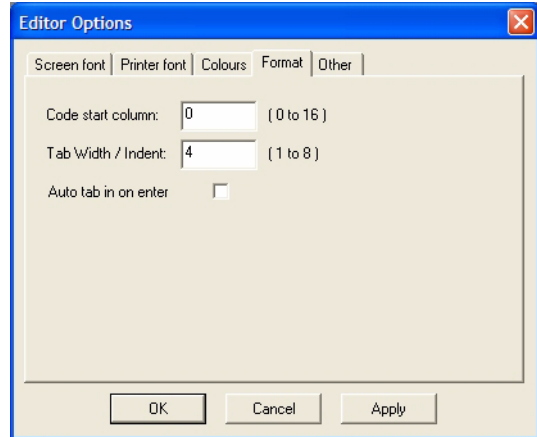 Editor Options
Screen font Printer font Colours Format Other
Code start column: 0 ( 0 to 16 )
Tab Width / Indent: 4 ( 1 to 8 )
Auto tab in on enter
OK Cancel Apply